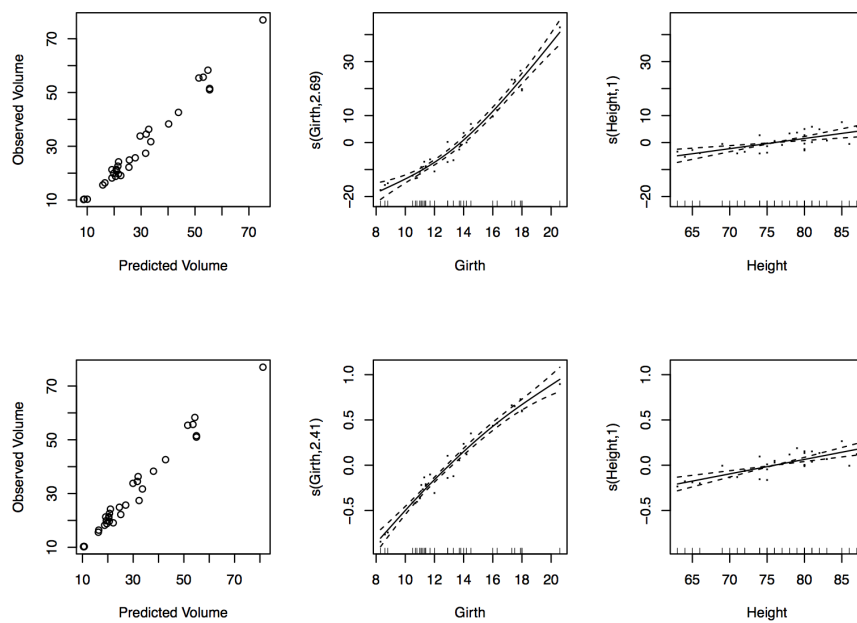 Observed Volume
70
50
30
10
10 30 50 70
Predicted Volume
s(Girth,2.69)
30
10
0
−20
8 10 12 14 16 18 20
Girth
s(Height,1)
30
10
0
−20
65 70 75 80 85
Height
Observed Volume
70
50
30
10
10 20 30 40 50 60 80
Predicted Volume
s(Girth,2.41)
1.0
0.5
0.0
−0.5
8 10 12 14 16 18 20
Girth
s(Height,1)
1.0
0.5
0.0
−0.5
65 70 75 80 85
Height